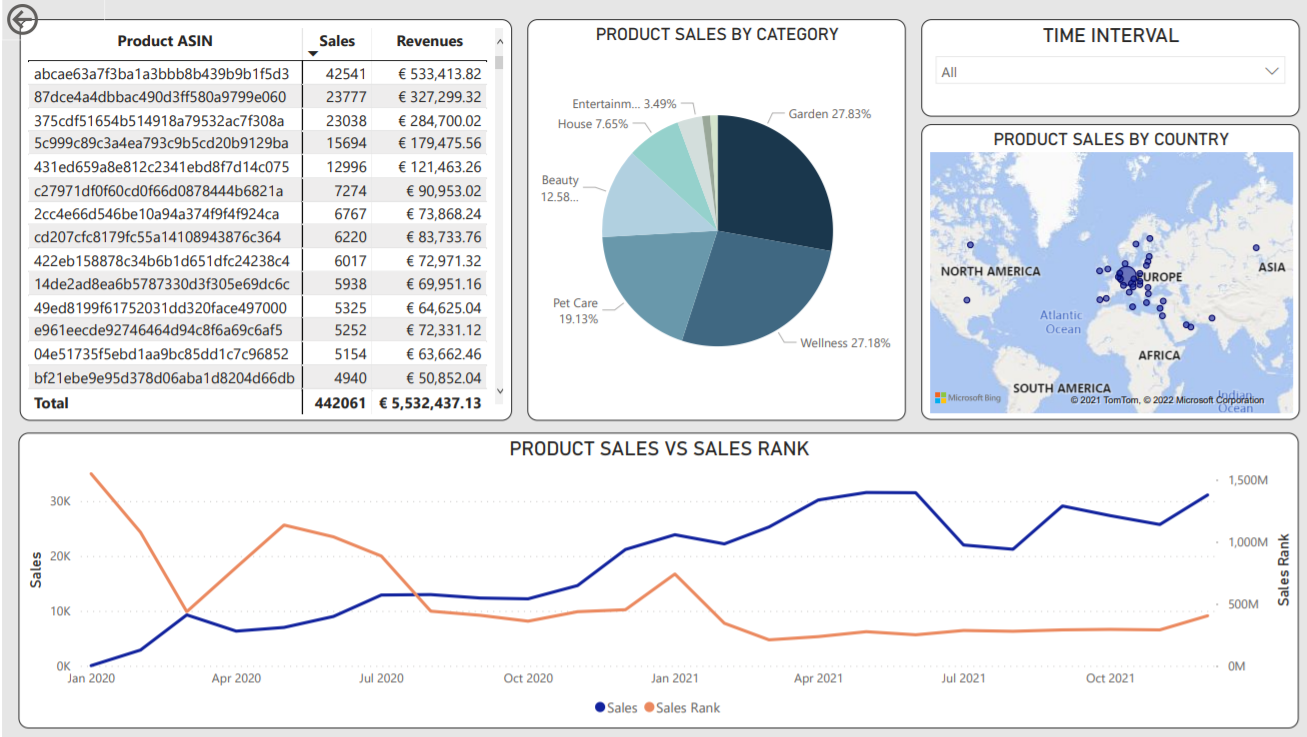 Product ASIN Sales Revenues
abcae63a7f3ba1a3bbb8b439b9b1f5d3 42541 € 533,413.82
87dce4a4dbbac490d3ff580a9799e060 23777 € 327,299.32
375cdf51654b514918a79532ac7f308a 23038 € 284,700.02
5c999c89c3a4ea793c9b5cd20b9129ba 15694 € 179,475.56
431ed659a8e812c2341ebd8f7d14c075 12996 € 121,463.26
c27971df0f60cd0f66d0878444b6821a 7274 € 90,953.02
2cc4e66d546be10a94a374f9f4f924ca 6767 € 73,868.24
cd207cfc8179fc55a14108943876c364 6220 € 83,733.76
422eb158878c34b6b1d651dfc24238c4 6017 € 72,971.32
14de2ad8ea6b5787330d3f305e69dc6c 5938 € 69,951.16
49ed8199f61752031dd320face497000 5325 € 64,625.04
e961eecde92746464d94c8f6a69c6af5 5252 € 72,331.12
04e51735f5ebd1aa9bc85dd1c7c96852 5154 € 63,662.46
bf21ebe9e95d378d06aba1d8204d66db 4940 € 50,852.04
Total 442061 € 5,532,437.13
PRODUCT SALES BY CATEGORY
Entertainm... 3.49%
Garden 27.83%
House 7.65%
Beauty
12.58...
Pet Care
19.13%
Wellness 27.18%
TIME INTERVAL
All
PRODUCT SALES BY COUNTRY
NORTH AMERICA
EUROPE
ASIA
Atlantic
Ocean
AFRICA
SOUTH AMERICA
Indian
Ocean
Microsoft Bing
© 2021 TomTom, © 2022 Microsoft Corporation
PRODUCT SALES VS SALES RANK
Sales
30K
20K
10K
0K
1,500M
1,000M
500M
0M
Sales Rank
Jan 2020 Apr 2020 Jul 2020 Oct 2020 Jan 2021 Apr 2021 Jul 2021 Oct 2021
Sales Sales Rank